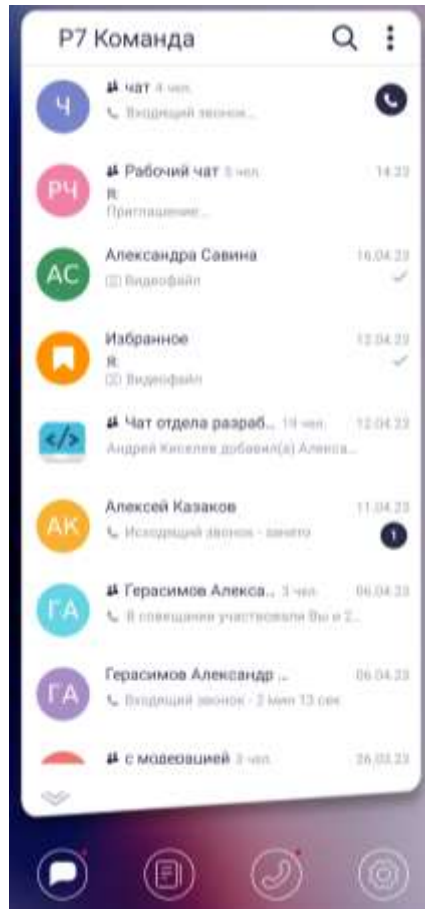 Р7 Команда
Ч
чат 4 чел.
Входящий звонок...
РЧ
Рабочий чат 5 чел.
14:23
Я:
Приглашение...
АС
Александра Савина
16.04.23
Видеофайл
Избранное
12.04.23
Я:
Видеофайл
</>
Чат отдела разраб... 19 чел.
12.04.23
Андрей Киселев добавил(а) Алекса...
АК
Алексей Казаков
11.04.23
Исходящий звонок - занято
1
ГА
Герасимов Алекса... 3 чел.
06.04.23
В совещании участвовали Вы и 2...
ГА
Герасимов Александр ...
06.04.23
Входящий звонок - 2 мин 13 сек
с модерацией 3 чел.
26.03.23